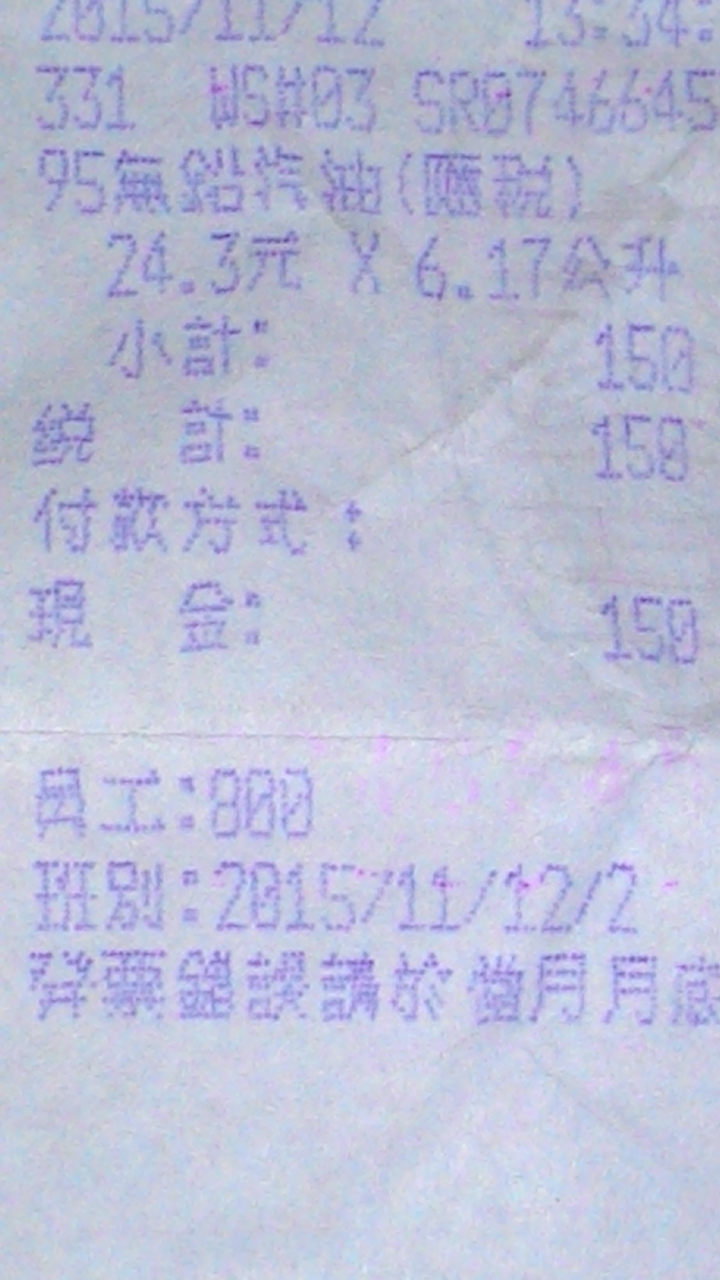 2015/11/12 13:34:
331 WS#03 SR0746645
95無鉛汽油(應稅)
24.3元 X 6.17公升
小計: 150
總 計: 150
付款方式：
現 金: 150
員工:800
班別:2015/11/12/2
發票錯誤請於當月月底